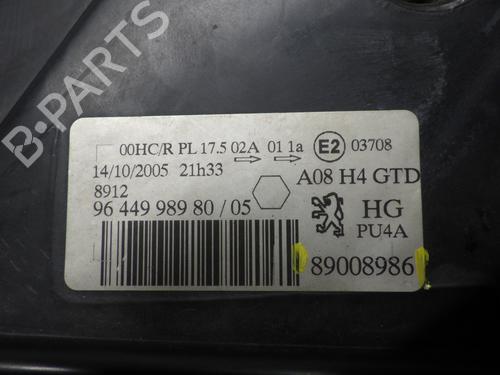 00HC/R PL 17.5 02A 01 1a E2 03708
14/10/2005 21h33
8912
A08 H4 GTD
96 449 989 80 / 05
HG
PU4A
89008986
B-PARTS